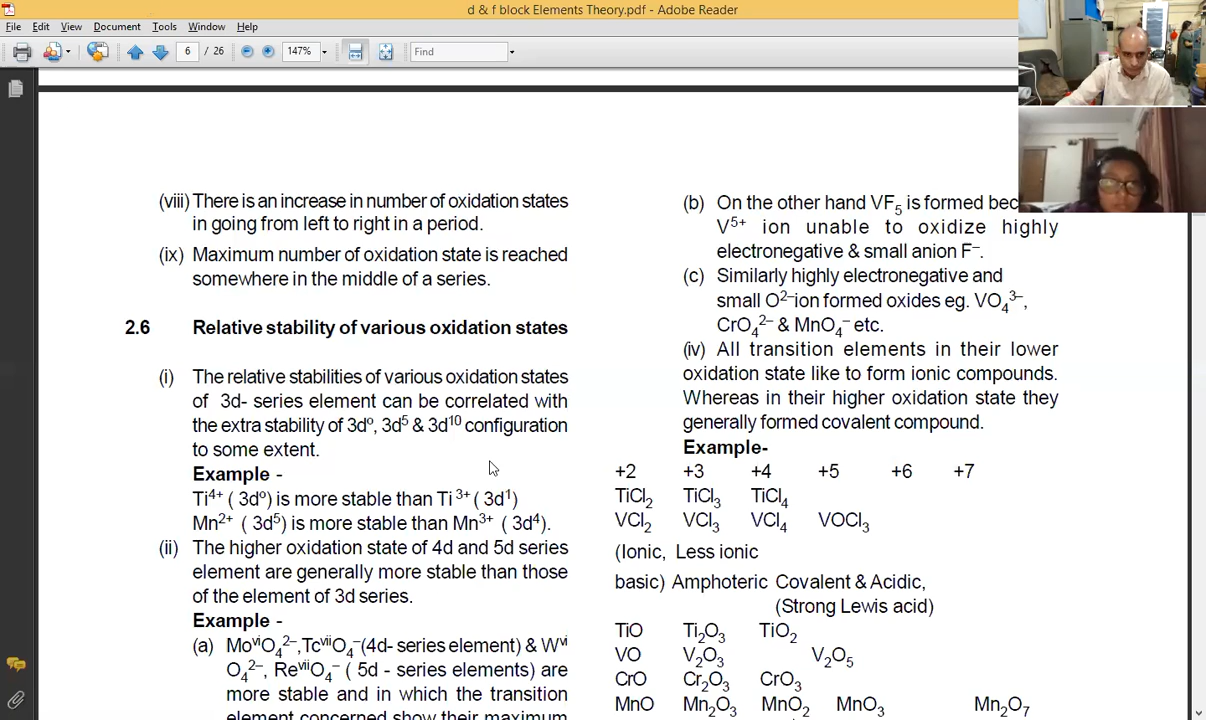 d & f block Elements Theory.pdf - Adobe Reader
File Edit View Document Tools Window Help
6 / 26 147% Find
(viii) There is an increase in number of oxidation states
in going from left to right in a period.
(ix) Maximum number of oxidation state is reached
somewhere in the middle of a series.
2.6 Relative stability of various oxidation states
(i) The relative stabilities of various oxidation states
of 3d- series element can be correlated with
the extra stability of 3d⁰, 3d⁵ & 3d¹⁰ configuration
to some extent.
Example -
Ti⁴⁺ ( 3d⁰) is more stable than Ti ³⁺ ( 3d¹)
Mn²⁺ ( 3d⁵) is more stable than Mn³⁺ ( 3d⁴).
(ii) The higher oxidation state of 4d and 5d series
element are generally more stable than those
of the element of 3d series.
Example -
(a) MoᵛⁱO₄²⁻,TcᵛⁱⁱO₄⁻(4d- series element) & Wᵛⁱ
O₄²⁻, ReᵛⁱⁱO₄⁻ ( 5d - series elements) are
more stable and in which the transition
element concerned show their maximum
(b) On the other hand VF₅ is formed
V⁵⁺ ion unable to oxidize highly
electronegative & small anion F⁻.
(c) Similarly highly electronegative and
small O²⁻ion formed oxides eg. VO₄³⁻,
CrO₄²⁻ & MnO₄⁻ etc.
(iv) All transition elements in their lower
oxidation state like to form ionic compounds.
Whereas in their higher oxidation state they
generally formed covalent compound.
Example-
+2 +3 +4 +5 +6 +7
TiCl₂ TiCl₃ TiCl₄
VCl₂ VCl₃ VCl₄ VOCl₃
(Ionic, Less ionic
basic) Amphoteric Covalent & Acidic,
(Strong Lewis acid)
TiO Ti₂O₃ TiO₂
VO V₂O₃ V₂O₅
CrO Cr₂O₃ CrO₃
MnO Mn₂O₃ MnO₂ MnO₃ Mn₂O₇